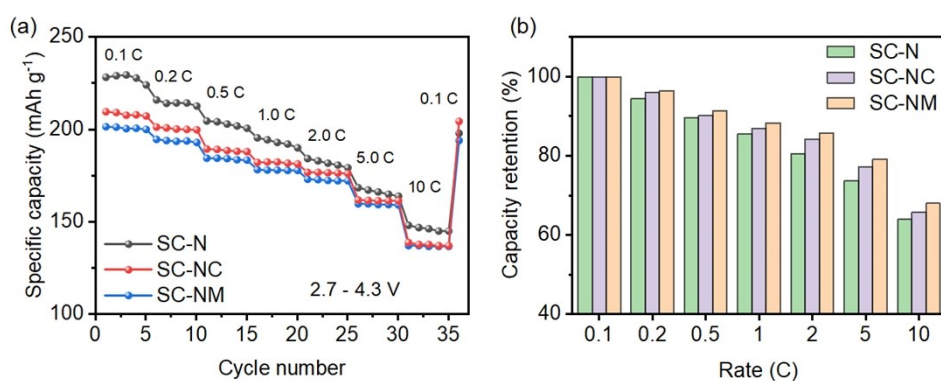 (a)
250
200
150
100
Specific capacity (mAh g-1)
0.1 C
0.2 C
0.5 C
1.0 C
2.0 C
5.0 C
10 C
0.1 C
SC-N
SC-NC
SC-NM
2.7 - 4.3 V
0 5 10 15 20 25 30 35
Cycle number
(b)
100
80
60
40
Capacity retention (%)
SC-N
SC-NC
SC-NM
0.1 0.2 0.5 1 2 5 10
Rate (C)